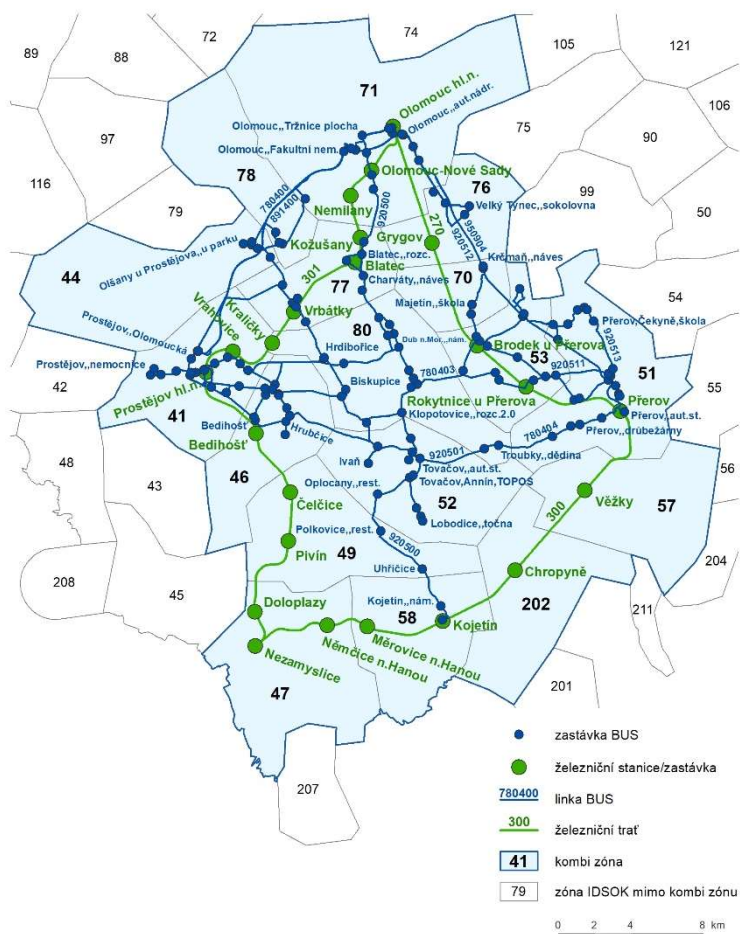 89
88
72
74
105
121
71
Olomouc hl.n.
106
Olomouc,,Tržnice plocha
Olomouc,,aut.nádr.
Olomouc,,Fakultní nem.
97
75
90
Olomouc-Nové Sady
116
78
76
99
79
780400
891400
920500
Nemilany
Velký Týnec,,sokolovna
950904
270
920512
50
Kožušany
Grygov
Olšany u Prostějova,,u parku
Blatec,,rozc.
Krčmaň,,náves
44
301
Blatec
70
77
Charváty,,náves
54
Vrahovice
Kraličky
Vrbátky
Majetín,,škola
Přerov,Čekyně,škola
Prostějov,,Olomoucká
80
Dub n.Mor.,,nám.
Brodek u Přerova
920513
Hrdibořice
53
Prostějov,,nemocnice
780403
920511
51
42
Biskupice
55
Prostějov hl.n.
Rokytnice u Přerova
Přerov
41
Klopotovice,,rozc.2.0
Přerov,,aut.st.
Bedihošť
Hrubčice
780404
Přerov,,drůbežárny
Bedihošť
920501
Troubky,,dědina
48
43
46
Ivaň
Tovačov,,aut.st.
56
Oplocany,,rest.
Tovačov,Annín,TOPOS
Čelčice
52
Věžky
57
Polkovice,,rest.
Lobodice,,točna
300
Pivín
49
920500
208
45
Uhřičice
Chropyně
204
Doloplazy
Kojetín,,nám.
58
202
211
Kojetín
Nezamyslice
Němčice n.Hanou
Měrovice n.Hanou
47
201
207
zastávka BUS
železniční stanice/zastávka
780400
linka BUS
300
železniční trať
41
kombi zóna
79
zóna IDSOK mimo kombi zónu
0 2 4 8 km